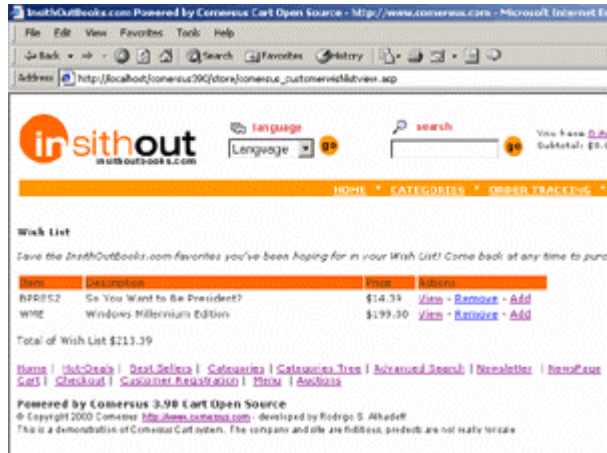 InsithOutBooks.com Powered by Comersus Cart Open Source - http://www.comersus.com - Microsoft Internet E
File Edit View Favorites Tools Help
Back Search Favorites History
Address http://localhost/comersus390/store/comersus_customerwishlistview.asp
insithout
insithoutbooks.com
language
Language go
search
go
You have 0 it
Subtotal: $0.
HOME * CATEGORIES * ORDER TRACKING *
Wish List
Save the InsithOutBooks.com favorites you've been hoping for in your Wish List! Come back at any time to purc
Item Description Price Actions
BPRES2 So You Want to Be President? $14.39 View - Remove - Add
WME Windows Millennium Edition $199.00 View - Remove - Add
Total of Wish List $213.39
Home | HotDeals | Best Sellers | Categories | Categories Tree | Advanced Search | Newsletter | NewsPage
Cart | Checkout | Customer Registration | Menu | Auctions
Powered by Comersus 3.90 Cart Open Source
© Copyright 2000 Comersus http://www.comersus.com - developed by Rodrigo S. Alhadeff
This is a demonstration of Comersus Cart system. The company and site are fictitious, products are not really for sale